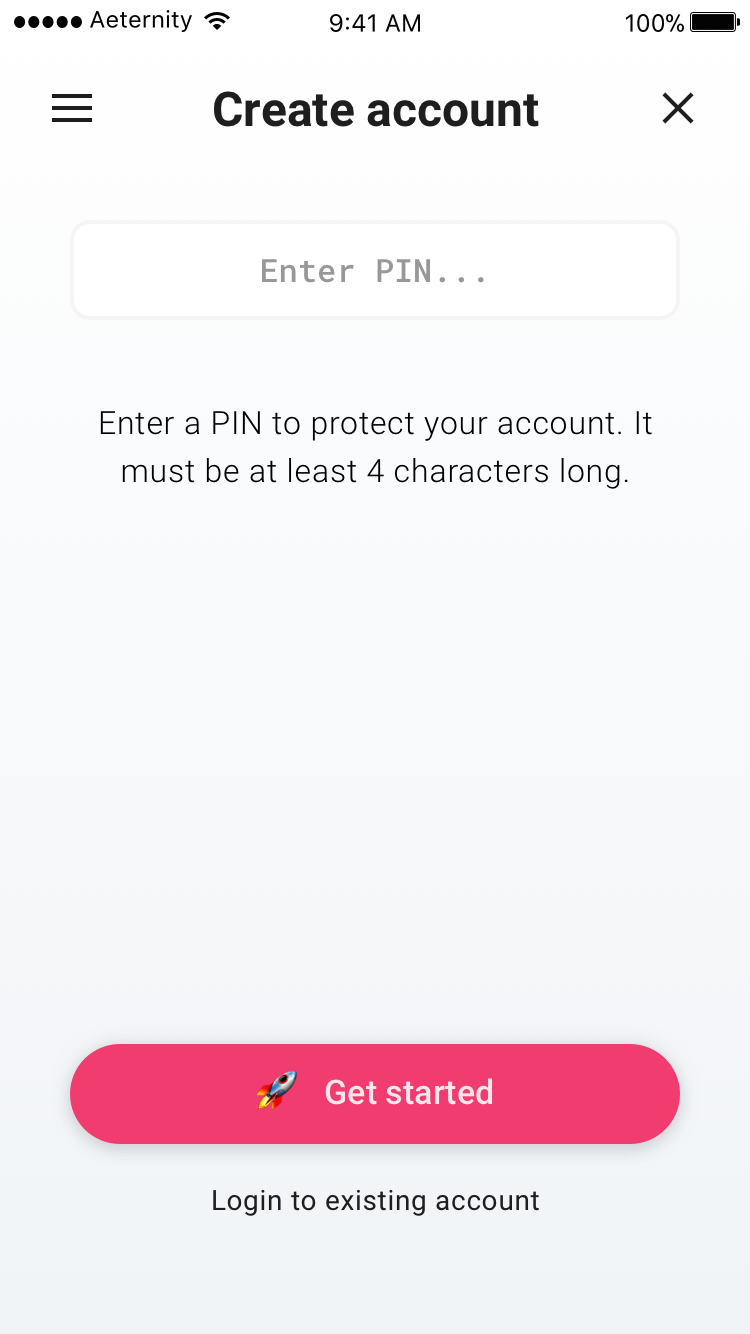 Aeternity 9:41 AM 100%
Create account
Enter PIN...
Enter a PIN to protect your account. It
must be at least 4 characters long.
🚀 Get started
Login to existing account